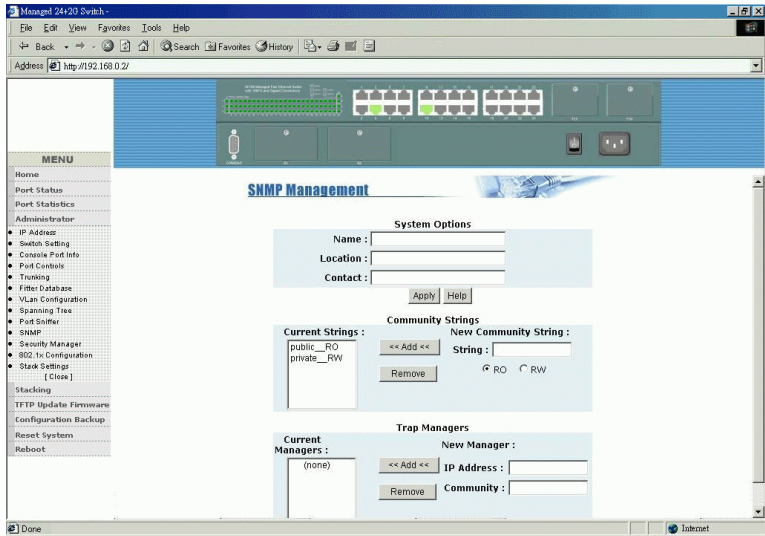 Managed 24+2G Switch -
File Edit View Favorites Tools Help
Back Search Favorites History
Address http://192.168.0.2/
CONSOLE
MENU
Home
Port Status
Port Statistics
Administrator
IP Address
Switch Setting
Console Port Info
Port Controls
Trunking
Fitter Database
VLan Configuration
Spanning Tree
Port Sniffer
SNMP
Security Manager
802.1x Configuration
Stack Settings
[ Close ]
Stacking
TFTP Update Firmware
Configuration Backup
Reset System
Reboot
SNMP Management
System Options
Name :
Location :
Contact :
Apply Help
Community Strings
Current Strings : New Community String :
public__RO
private__RW
<< Add << String :
Remove RO RW
Trap Managers
Current Managers : New Manager :
(none)
<< Add << IP Address :
Remove Community :
Done Internet